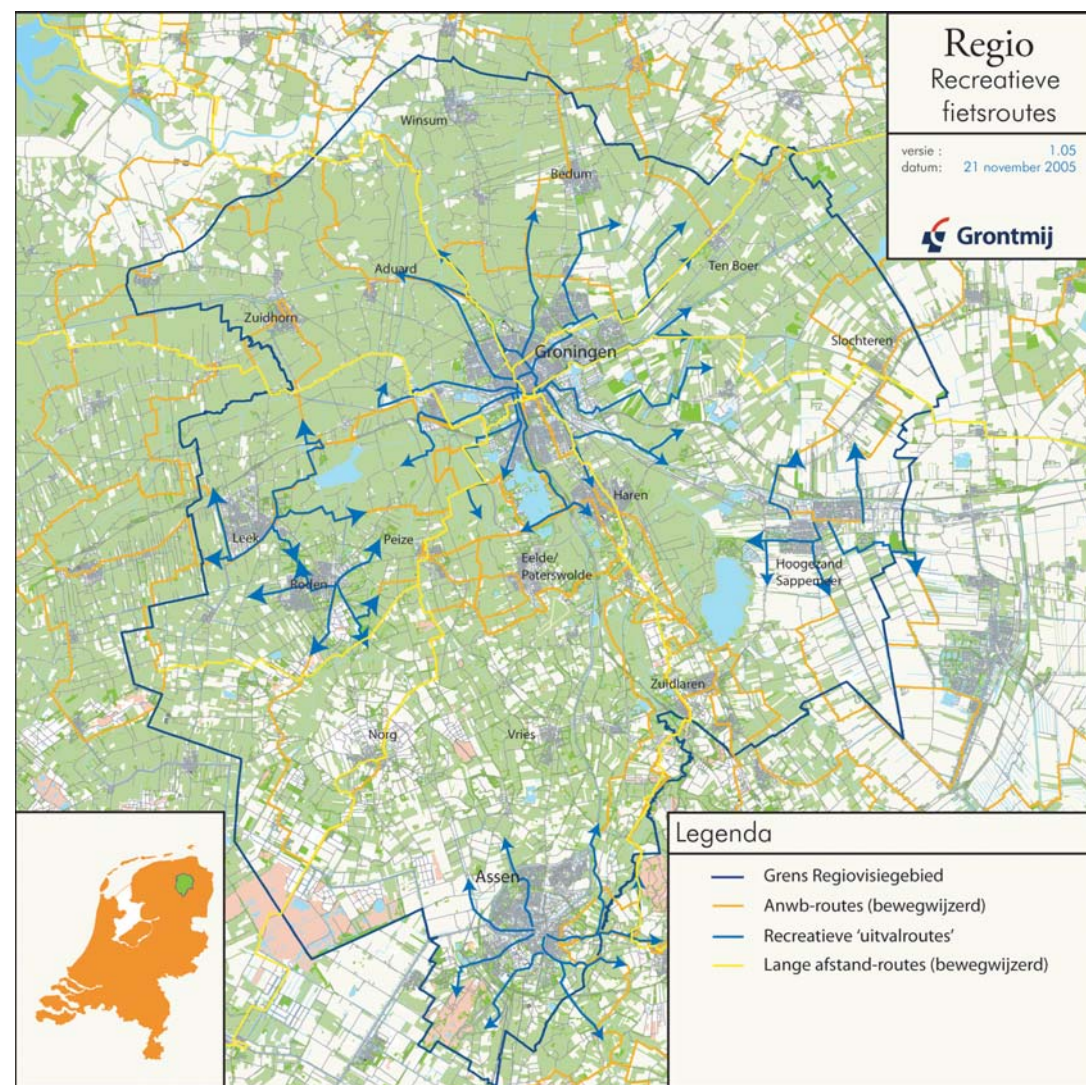 Regio
Recreatieve
fietsroutes
versie : 1.05
datum: 21 november 2005
Grontmij
Winsum
Bedum
Aduard
Ten Boer
Zuidhorn
Slochteren
Groningen
Haren
Leek
Peize
Eelde/
Paterswolde
Hoogezand
Sappemeer
Roden
Zuidlaren
Norg
Vries
Assen
Legenda
Grens Regiovisiegebied
Anwb-routes (bewegwijzerd)
Recreatieve 'uitvalroutes'
Lange afstand-routes (bewegwijzerd)